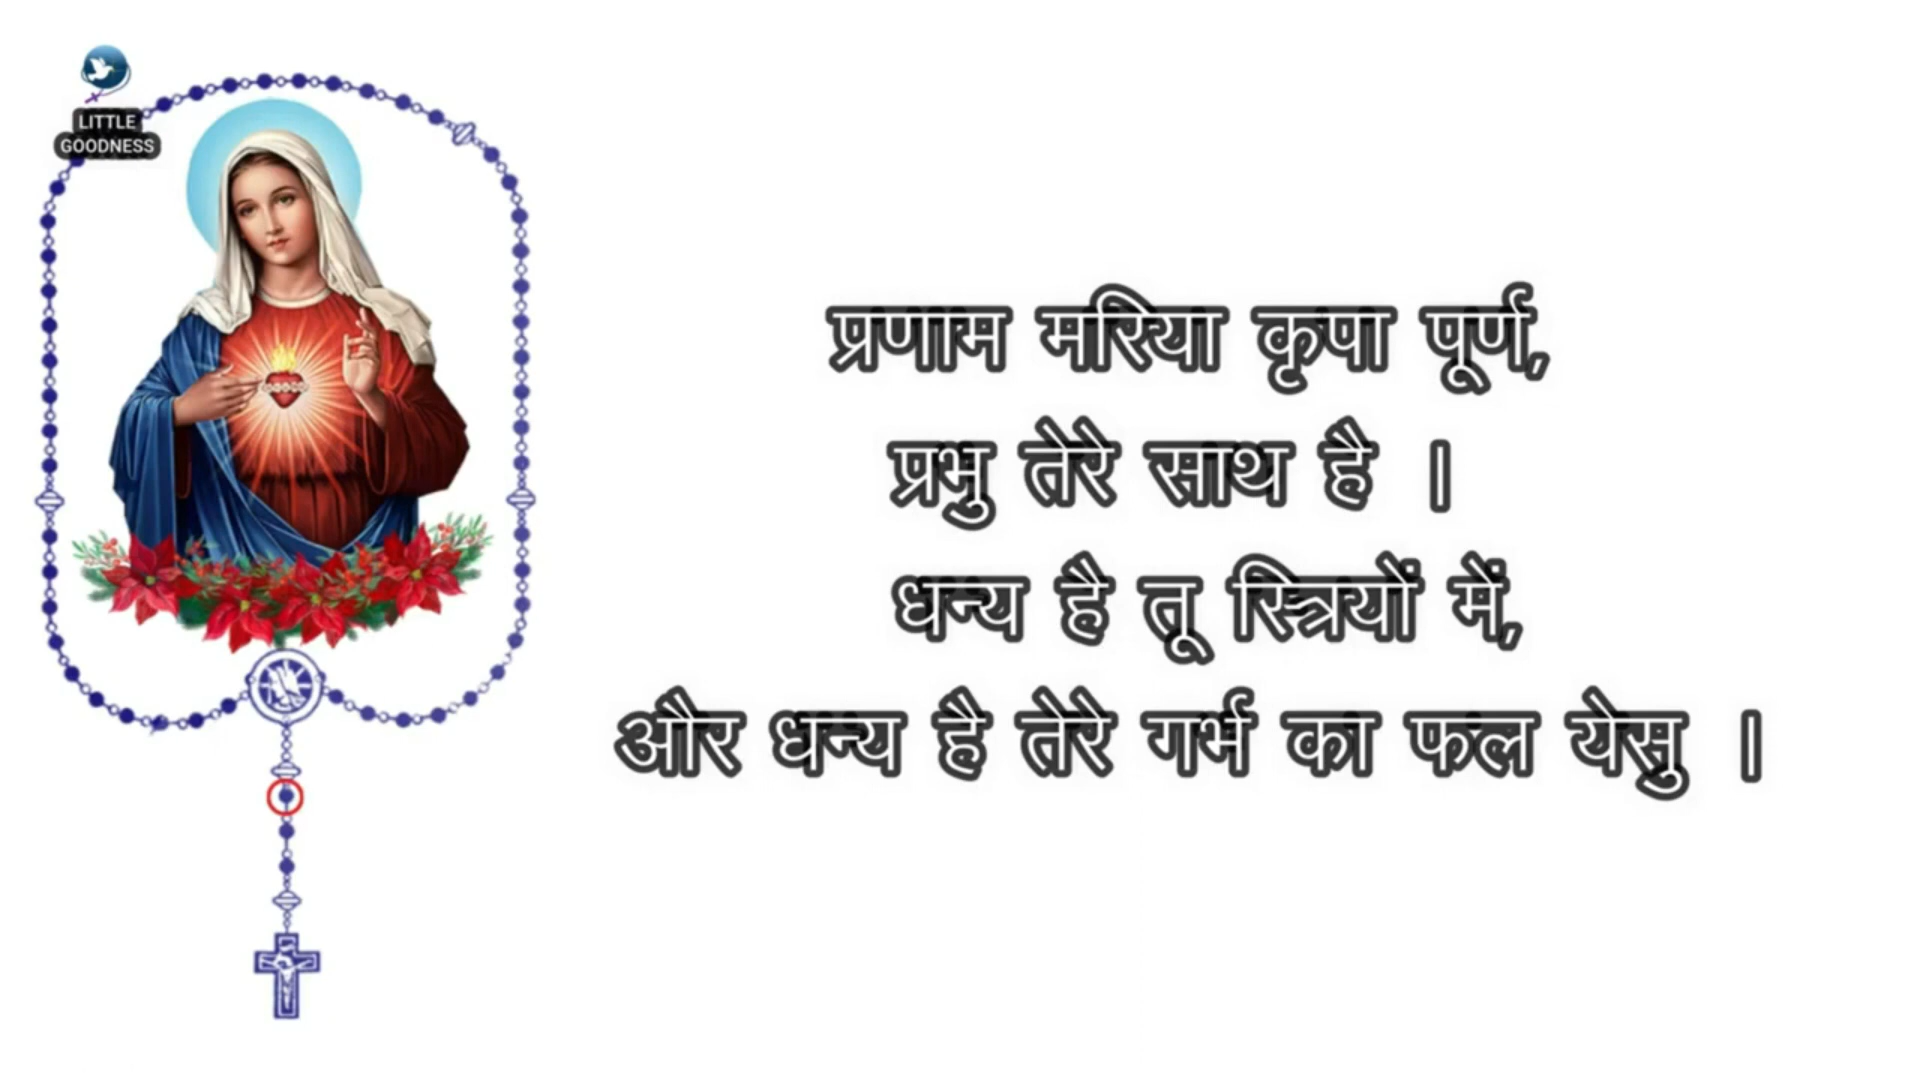 LITTLE
GOODNESS
प्रणाम मरिया कृपा पूर्ण,
प्रभु तेरे साथ है ।
धन्य है तू स्त्रियों में,
और धन्य है तेरे गर्भ का फल येसु ।